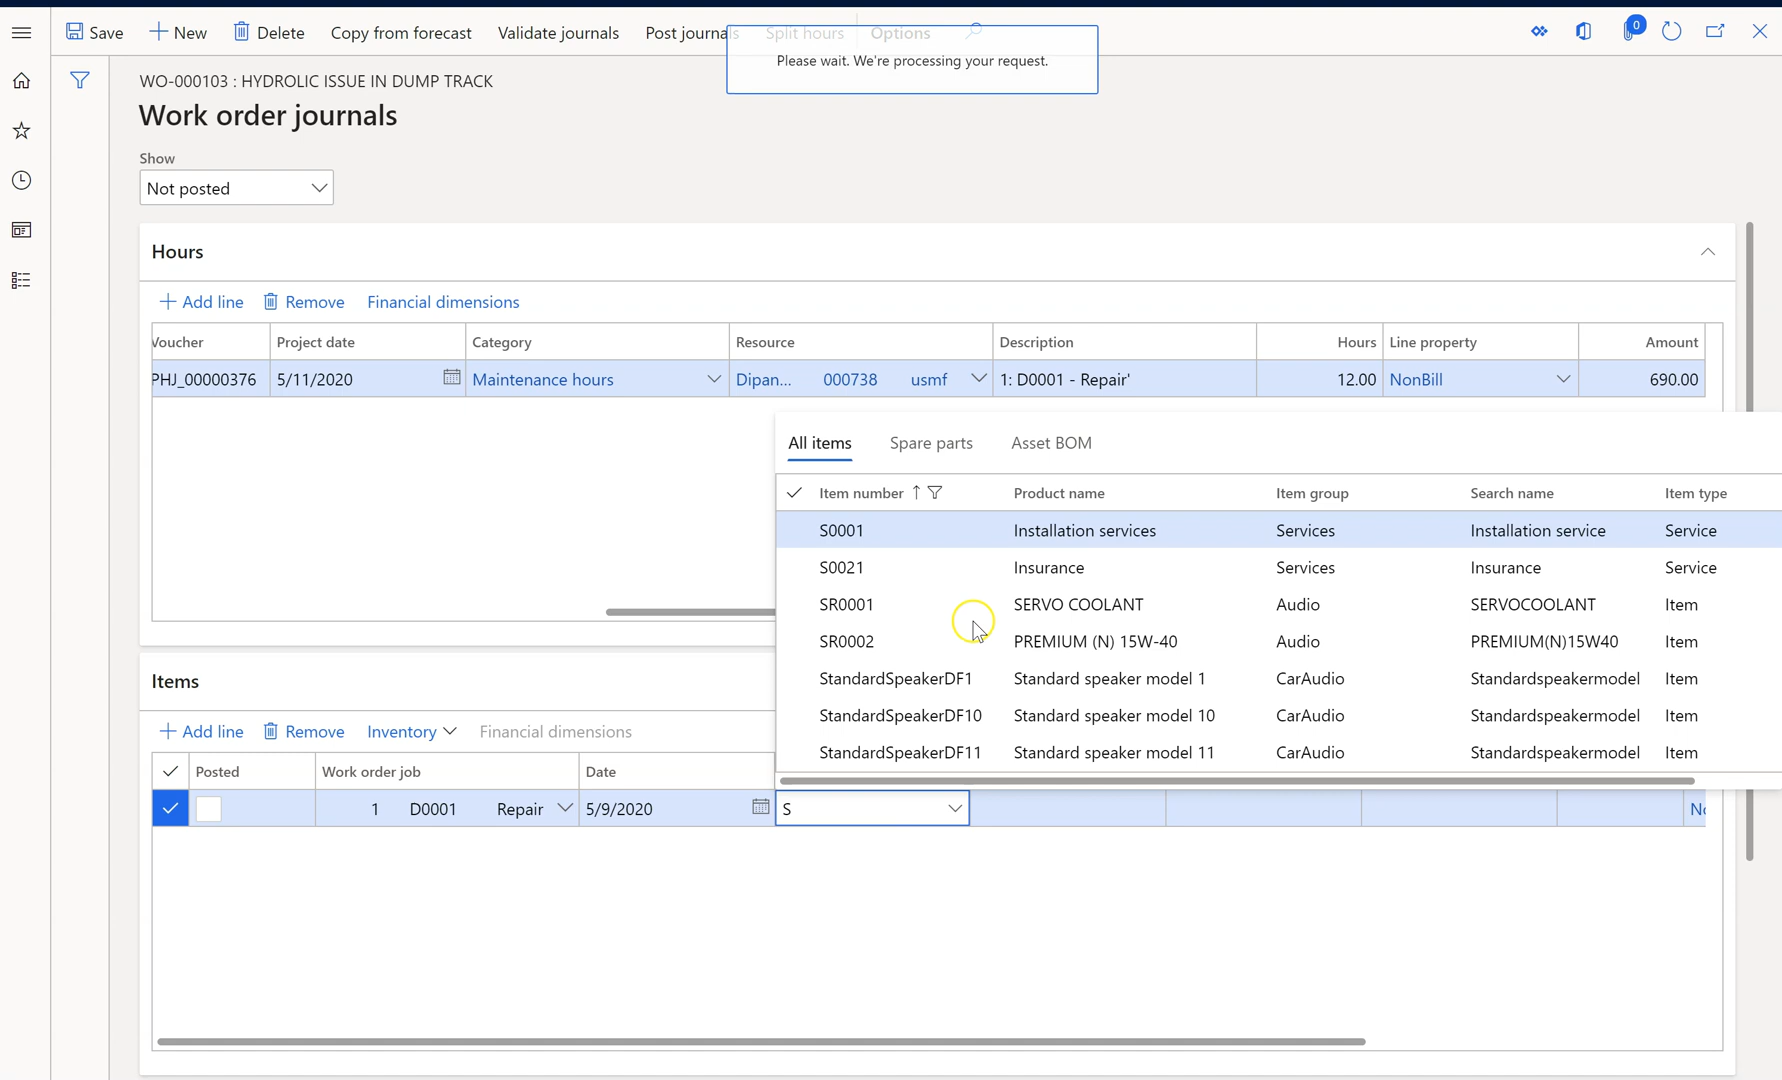 Save New Delete Copy from forecast Validate journals Post journals Split hours Options 0
Please wait. We're processing your request.
WO-000103 : HYDROLIC ISSUE IN DUMP TRACK
Work order journals
Show
Not posted
Hours
Add line Remove Financial dimensions
Voucher Project date Category Resource Description Hours Line property Amount
PHJ_00000376 5/11/2020 Maintenance hours Dipan... 000738 usmf 1: D0001 - Repair' 12.00 NonBill 690.00
All items Spare parts Asset BOM
Item number Product name Item group Search name Item type
S0001 Installation services Services Installation service Service
S0021 Insurance Services Insurance Service
SR0001 SERVO COOLANT Audio SERVOCOOLANT Item
SR0002 PREMIUM (N) 15W-40 Audio PREMIUM(N)15W40 Item
StandardSpeakerDF1 Standard speaker model 1 CarAudio Standardspeakermodel Item
StandardSpeakerDF10 Standard speaker model 10 CarAudio Standardspeakermodel Item
StandardSpeakerDF11 Standard speaker model 11 CarAudio Standardspeakermodel Item
Items
Add line Remove Inventory Financial dimensions
Posted Work order job Date
1 D0001 Repair 5/9/2020 S